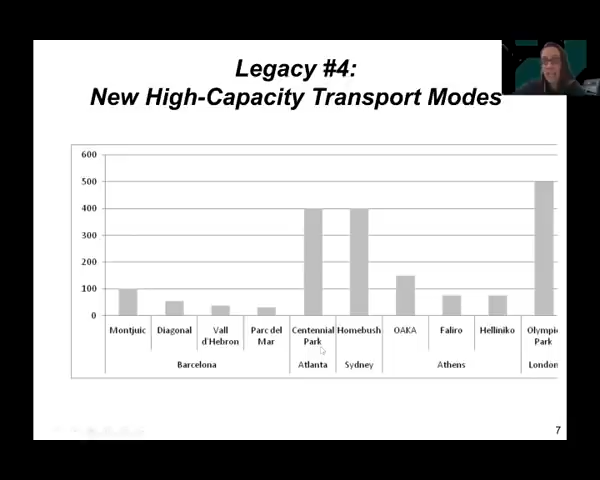 Legacy #4:
New High-Capacity Transport Modes
600
500
400
300
200
100
0
Montjuic Diagonal Vall d'Hebron Parc del Mar Centennial Park Homebush OAKA Faliro Helliniko Olympic Park
Barcelona Atlanta Sydney Athens London
7